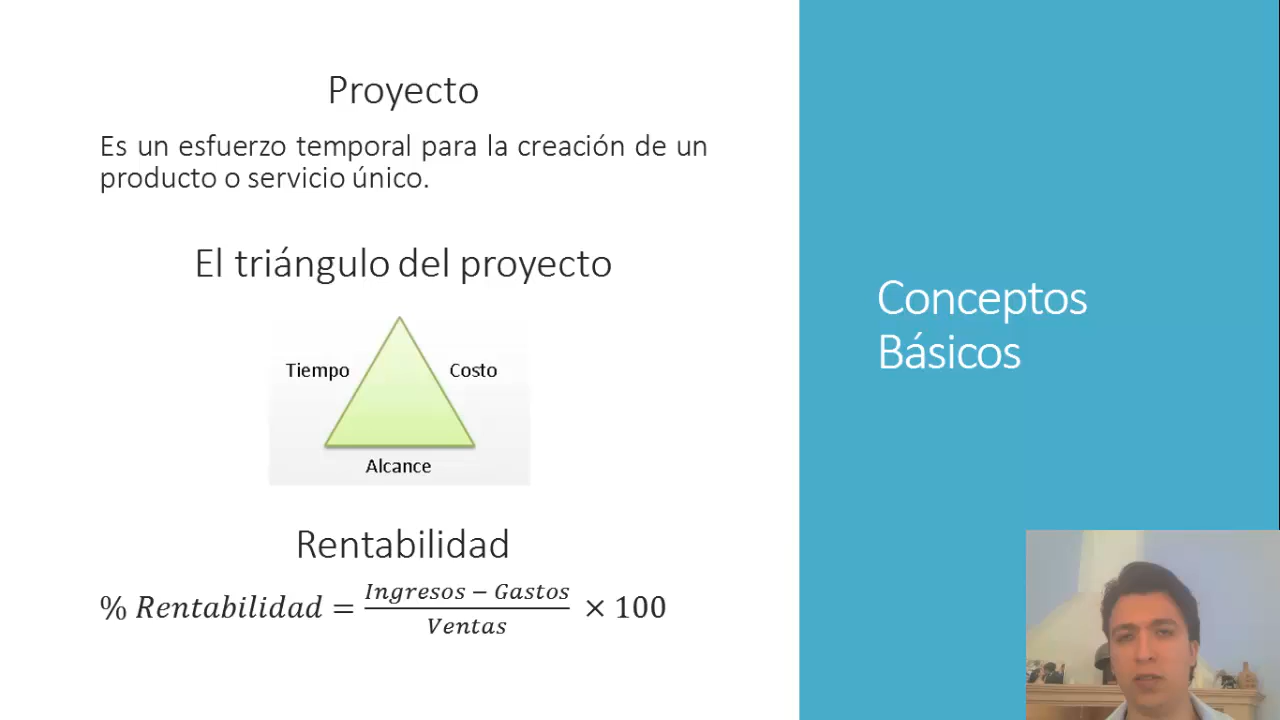 Proyecto
Es un esfuerzo temporal para la creación de un
producto o servicio único.
El triángulo del proyecto
Tiempo
Costo
Alcance
Rentabilidad
% Rentabilidad = (Ingresos − Gastos) / Ventas × 100
Conceptos
Básicos